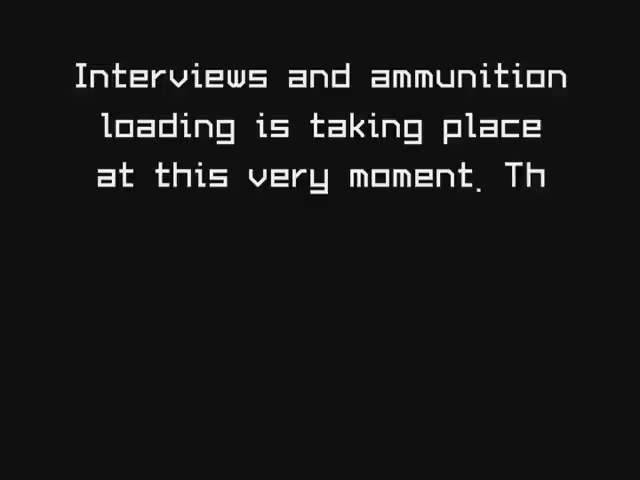 Interviews and ammunition
loading is taking place
at this very moment. Th